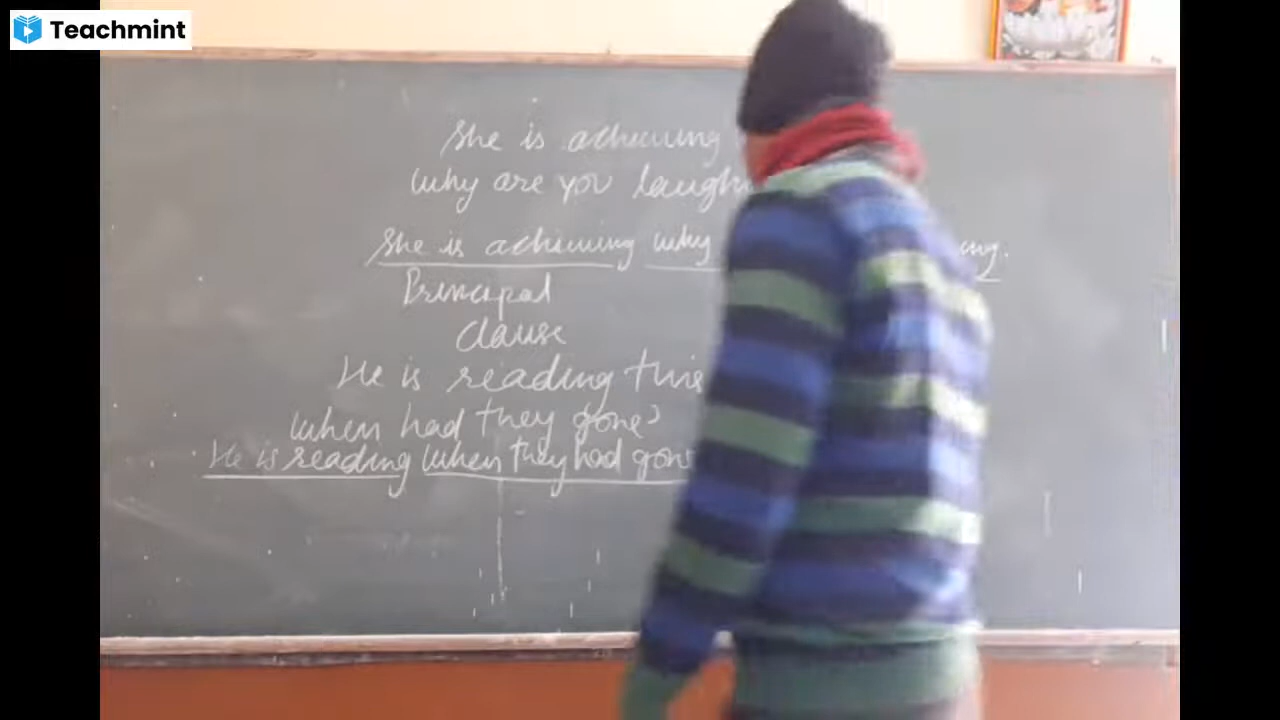 Teachmint
She is achieving
Why are you laugh
She is achieving why ing.
Principal
Clause
He is reading this
When had they gone?
He is reading when they had gone